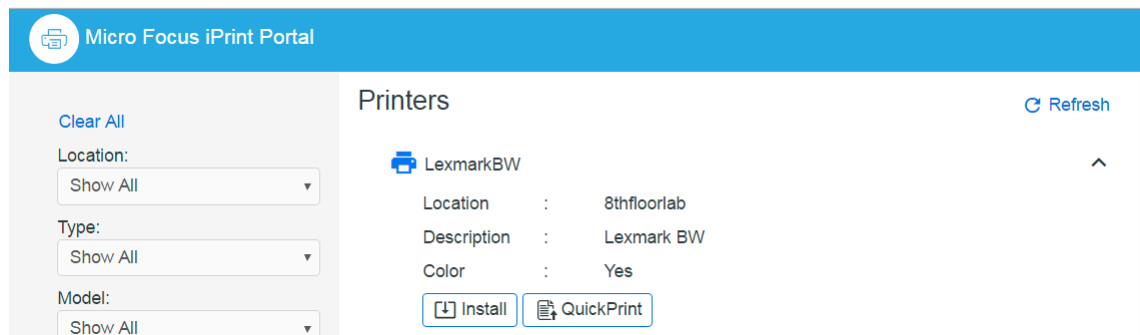 Micro Focus iPrint Portal
Clear All
Location:
Show All
Type:
Show All
Model:
Show All
Printers
Refresh
LexmarkBW
Location : 8thfloorlab
Description : Lexmark BW
Color : Yes
Install QuickPrint